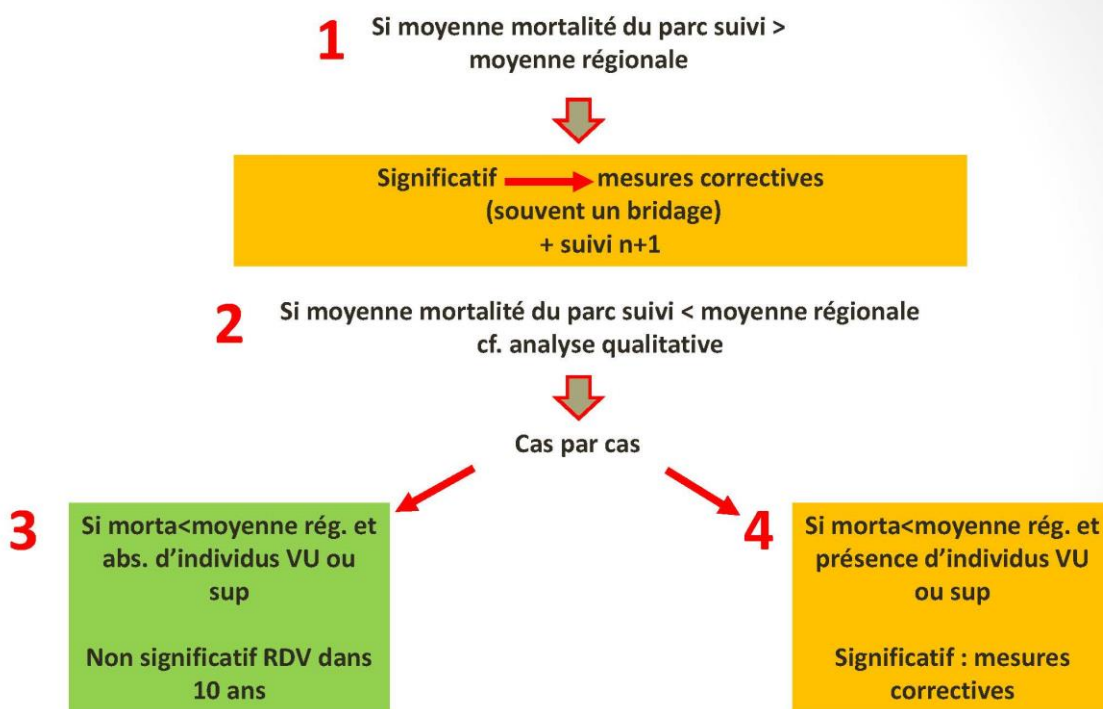 1
Si moyenne mortalité du parc suivi >
moyenne régionale
Significatif mesures correctives
(souvent un bridage)
+ suivi n+1
2
Si moyenne mortalité du parc suivi < moyenne régionale
cf. analyse qualitative
Cas par cas
3
Si morta<moyenne rég. et
abs. d’individus VU ou
sup
Non significatif RDV dans
10 ans
4
Si morta<moyenne rég. et
présence d’individus VU
ou sup
Significatif : mesures
correctives